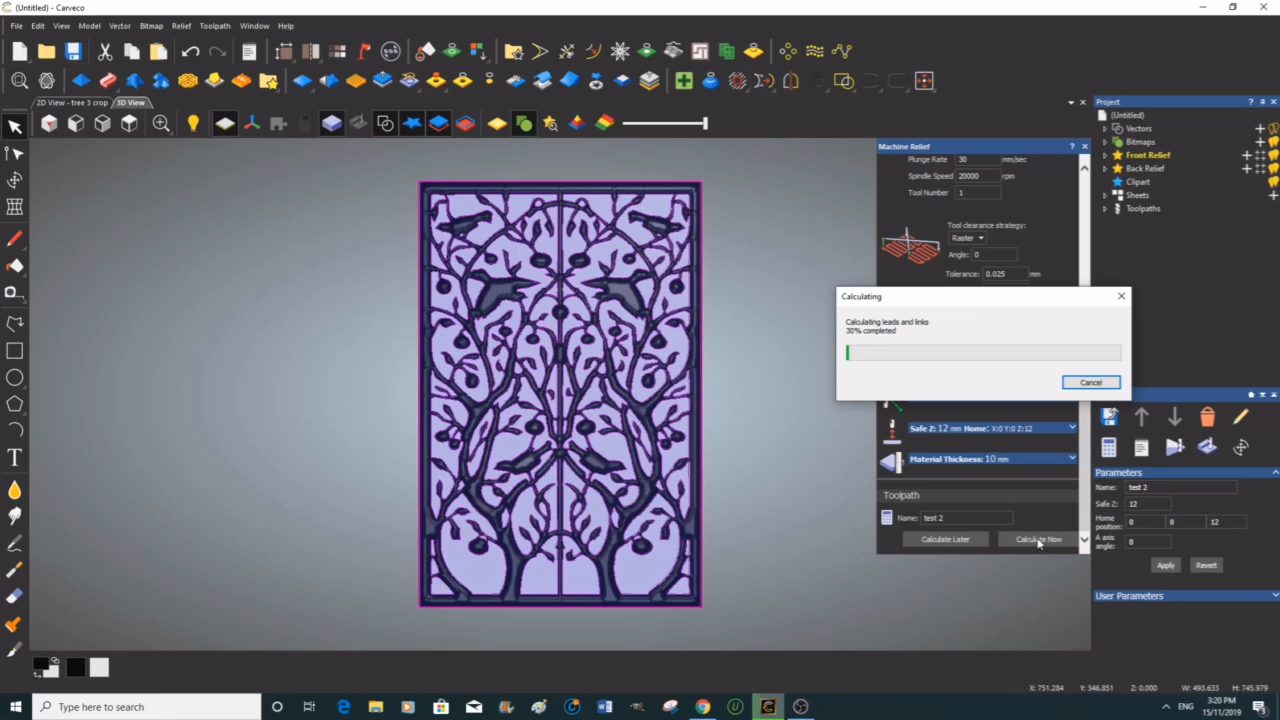 (Untitled) - Carveco
File Edit View Model Vector Bitmap Relief Toolpath Window Help
2D View - tree 3 crop 3D View
Project
(Untitled)
Vectors
Bitmaps
Front Relief
Back Relief
Clipart
Sheets
Toolpaths
Machine Relief
Plunge Rate 30 mm/sec
Spindle Speed 20000 rpm
Tool Number 1
Tool clearance strategy:
Raster
Angle: 0
Tolerance: 0.025 mm
Calculating
Calculating leads and links
30% completed
Cancel
Safe Z: 12 mm Home: X:0 Y:0 Z:12
Material Thickness: 10 mm
Toolpath
Name: test 2
Calculate Later Calculate Now
Parameters
Name: test 2
Safe Z: 12
Home position: 0 0 12
A axis angle: 0
Apply Revert
User Parameters
X: 751.284 Y: 346.851 Z: 0.000 W: 493.633 H: 745.979
Type here to search
ENG
3:20 PM
15/11/2019